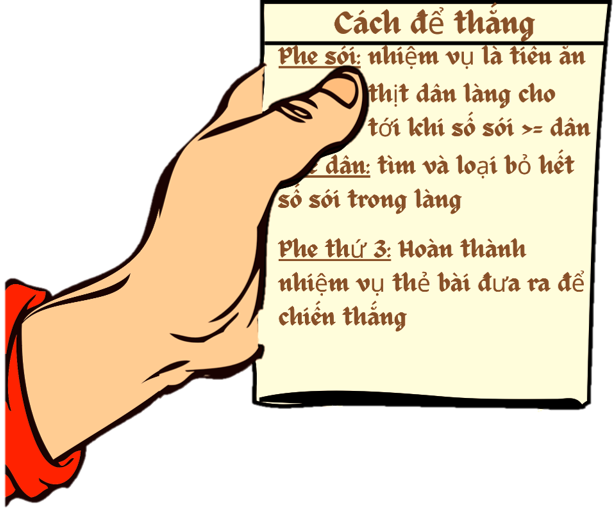 Cách để thắng
Phe sói: nhiệm vụ là tiêu ăn
thịt dân làng cho
tới khi số sói >= dân
dân: tìm và loại bỏ hết
số sói trong làng
Phe thứ 3: Hoàn thành
nhiệm vụ thẻ bài đưa ra để
chiến thắng